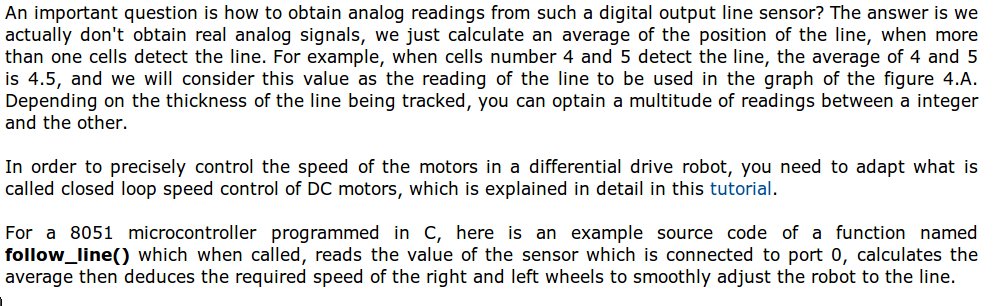 An important question is how to obtain analog readings from such a digital output line sensor? The answer is we
actually don't obtain real analog signals, we just calculate an average of the position of the line, when more
than one cells detect the line. For example, when cells number 4 and 5 detect the line, the average of 4 and 5
is 4.5, and we will consider this value as the reading of the line to be used in the graph of the figure 4.A.
Depending on the thickness of the line being tracked, you can optain a multitude of readings between a integer
and the other.
In order to precisely control the speed of the motors in a differential drive robot, you need to adapt what is
called closed loop speed control of DC motors, which is explained in detail in this tutorial.
For a 8051 microcontroller programmed in C, here is an example source code of a function named
follow_line() which when called, reads the value of the sensor which is connected to port 0, calculates the
average then deduces the required speed of the right and left wheels to smoothly adjust the robot to the line.